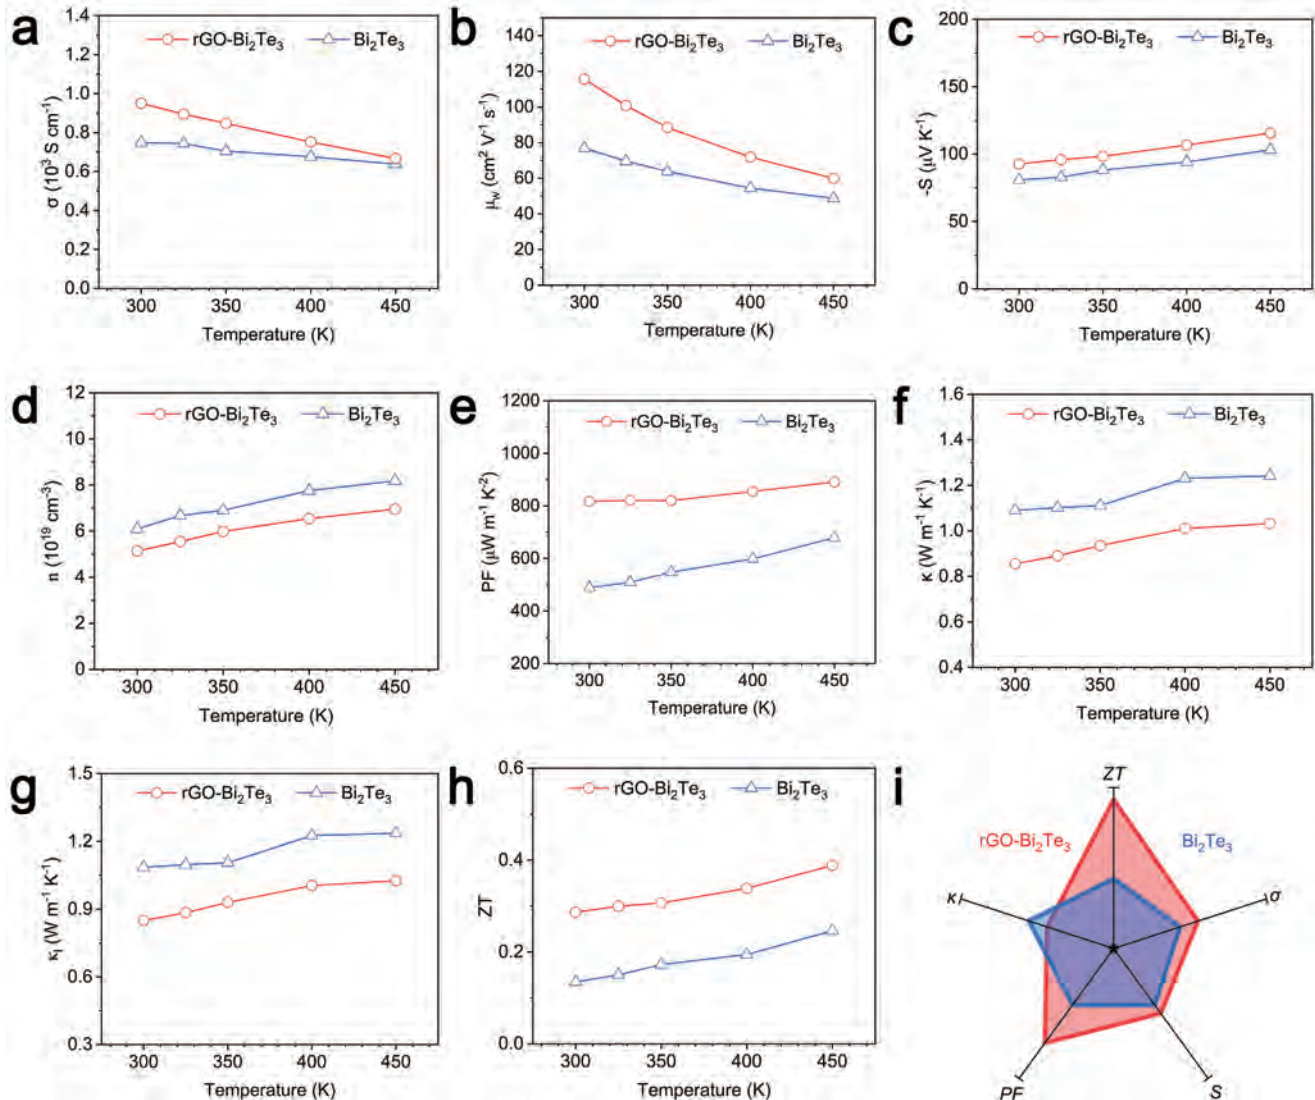 a
rGO-Bi₂Te₃ Bi₂Te₃
σ (10³ S cm⁻¹)
1.4
1.2
1.0
0.8
0.6
0.4
0.2
0.0
300 350 400 450
Temperature (K)
b
rGO-Bi₂Te₃ Bi₂Te₃
μw (cm² V⁻¹ s⁻¹)
140
120
100
80
60
40
20
0
300 350 400 450
Temperature (K)
c
rGO-Bi₂Te₃ Bi₂Te₃
-S (μV K⁻¹)
200
150
100
50
0
300 350 400 450
Temperature (K)
d
rGO-Bi₂Te₃ Bi₂Te₃
n (10¹⁹ cm⁻³)
12
10
8
6
4
2
0
300 350 400 450
Temperature (K)
e
rGO-Bi₂Te₃ Bi₂Te₃
PF (μW m⁻¹ K⁻²)
1200
1000
800
600
400
200
300 350 400 450
Temperature (K)
f
rGO-Bi₂Te₃ Bi₂Te₃
κ (W m⁻¹ K⁻¹)
1.6
1.4
1.2
1.0
0.8
0.6
0.4
300 350 400 450
Temperature (K)
g
rGO-Bi₂Te₃ Bi₂Te₃
κl (W m⁻¹ K⁻¹)
1.5
1.2
0.9
0.6
0.3
300 350 400 450
Temperature (K)
h
rGO-Bi₂Te₃ Bi₂Te₃
ZT
0.6
0.4
0.2
0.0
300 350 400 450
Temperature (K)
i
ZT
rGO-Bi₂Te₃ Bi₂Te₃
κ σ
PF S